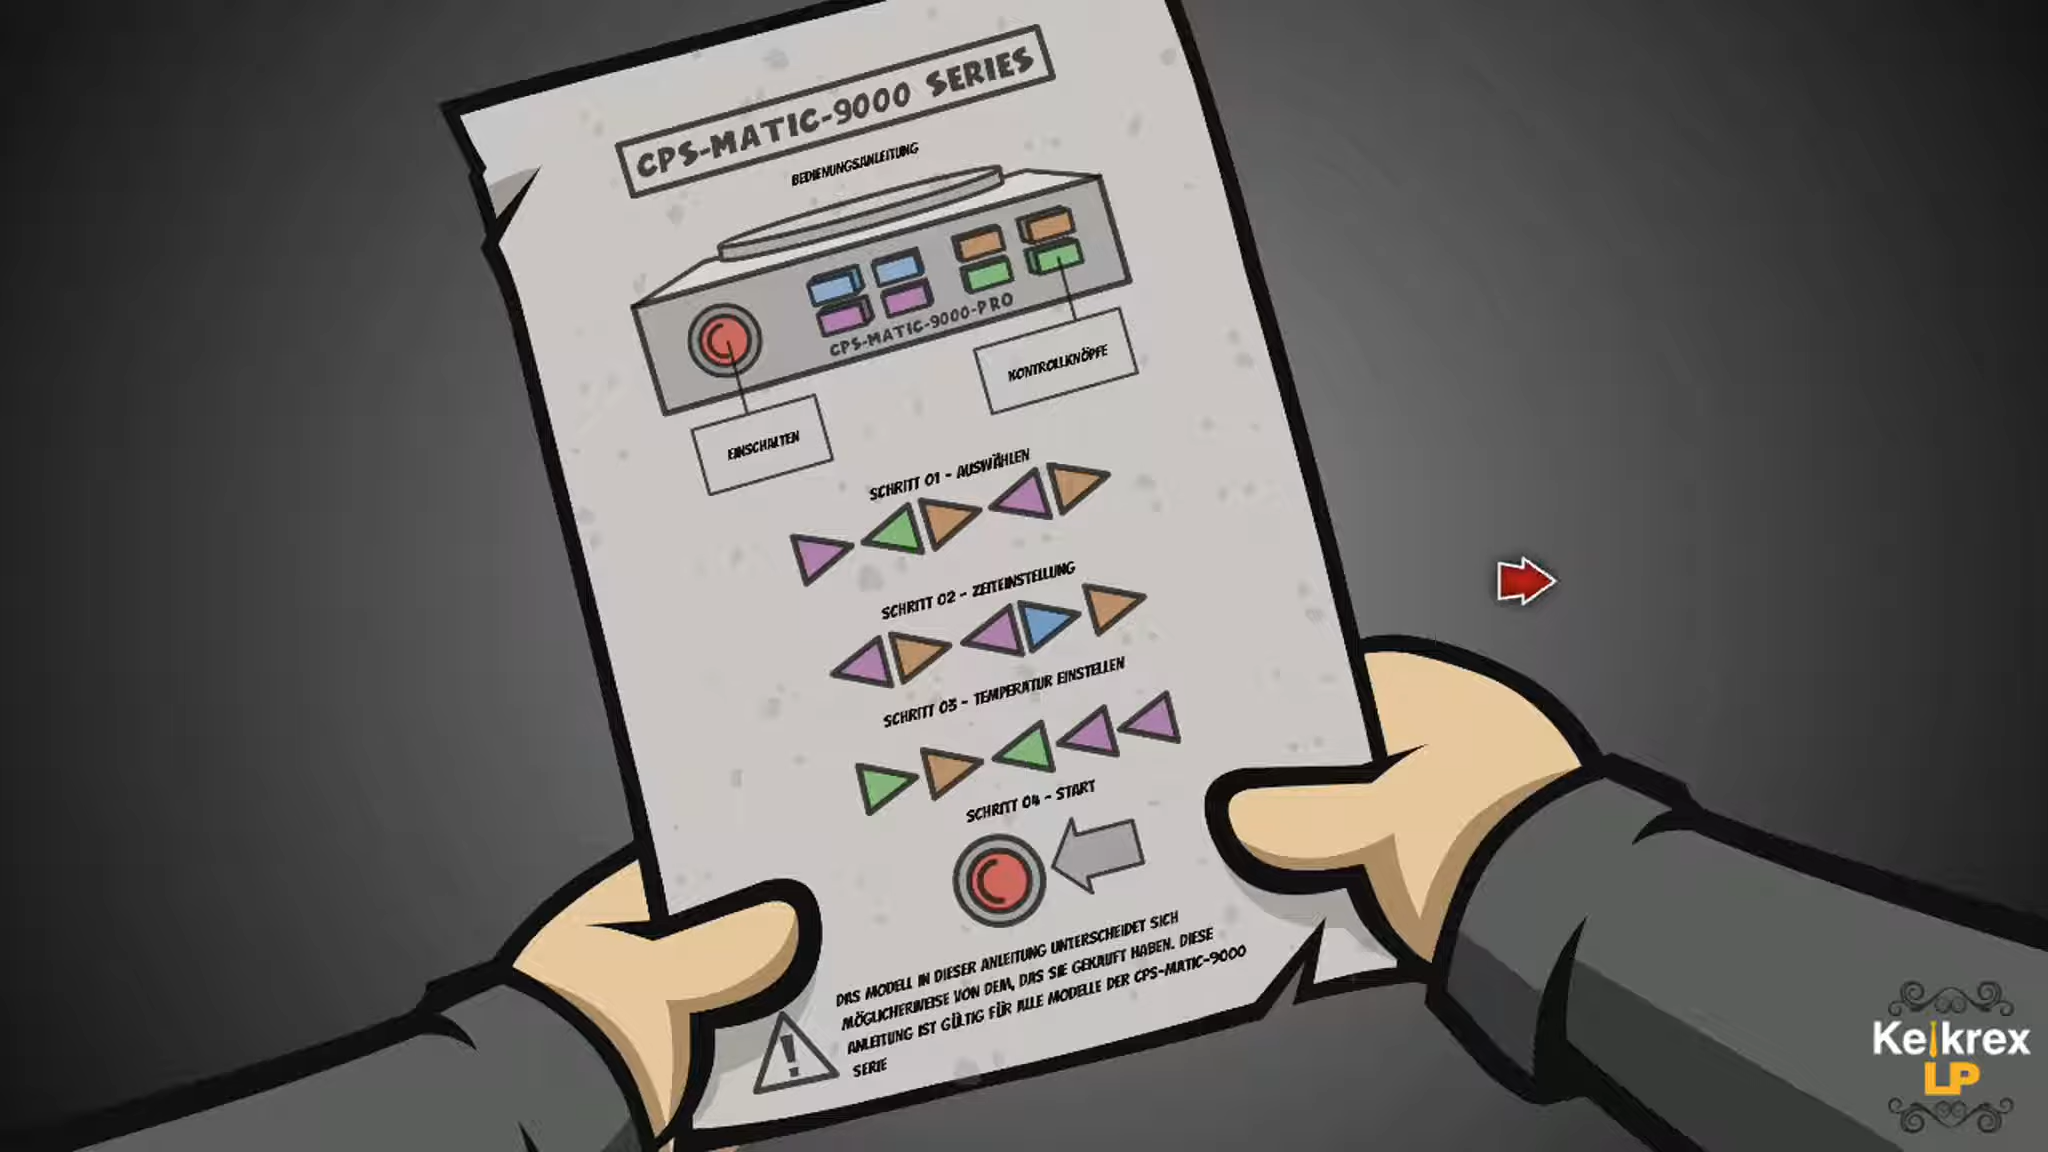 CPS-MATIC-9000 SERIES
BEDIENUNGSANLEITUNG
CPS-MATIC-9000-PRO
KONTROLLKNÖPFE
EINSCHALTEN
SCHRITT 01 - AUSWÄHLEN
SCHRITT 02 - ZEITEINSTELLUNG
SCHRITT 03 - TEMPERATUR EINSTELLEN
SCHRITT 04 - START
DAS MODELL IN DIESER ANLEITUNG UNTERSCHEIDET SICH
MÖGLICHERWEISE VON DEM, DAS SIE GEKAUFT HABEN. DIESE
ANLEITUNG IST GÜLTIG FÜR ALLE MODELLE DER CPS-MATIC-9000
SERIE
Keikrex
LP